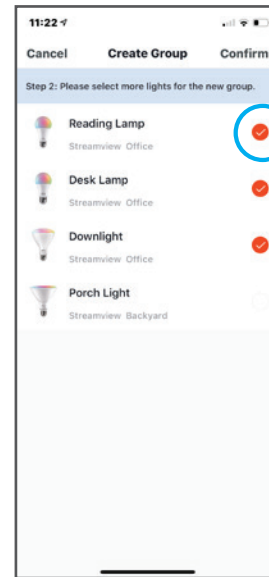 11:22
Cancel Create Group Confirm
Step 2: Please select more lights for the new group.
Reading Lamp
Streamview Office
Desk Lamp
Streamview Office
Downlight
Streamview Office
Porch Light
Streamview Backyard